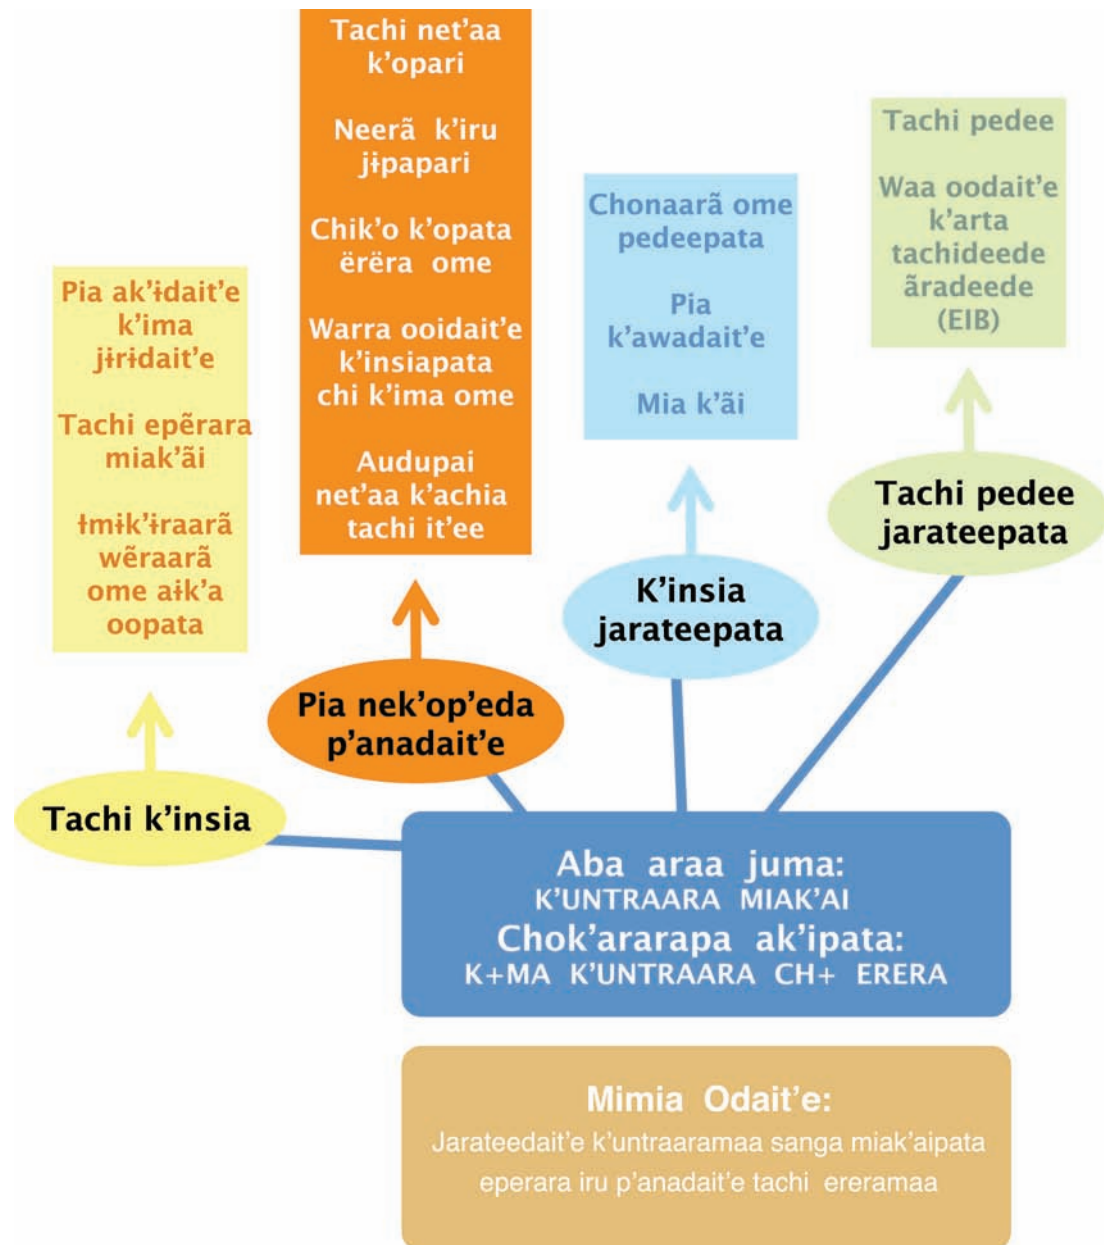 Tachi net'aa
k'opari
Neerã k'iru
jɨpapari
Chik'o k'opata
ërëra ome
Warra ooidait'e
k'insiapata
chi k'ima ome
Audupai
net'aa k'achia
tachi it'ee
Tachi pedee
Waa oodait'e
k'arta
tachideede
ãradeede
(EIB)
Chonaarã ome
pedeepata
Pia
k'awadait'e
Mia k'ãi
Pia ak'ɨdait'e
k'ima
jɨrɨdait'e
Tachi epẽrara
miak'ãi
Ɨmɨk'ɨraarã
wẽraarã
ome aɨk'a
oopata
Tachi pedee
jarateepata
K'insia
jarateepata
Pia nek'op'eda
p'anadait'e
Tachi k'insia
Aba araa juma:
K'UNTRAARA MIAK'AI
Chok'ararapa ak'ipata:
K+MA K'UNTRAARA CH+ ERERA
Mimia Odait'e:
Jarateedait'e k'untraaramaa sanga miak'aipata
eperara iru p'anadait'e tachi ereramaa